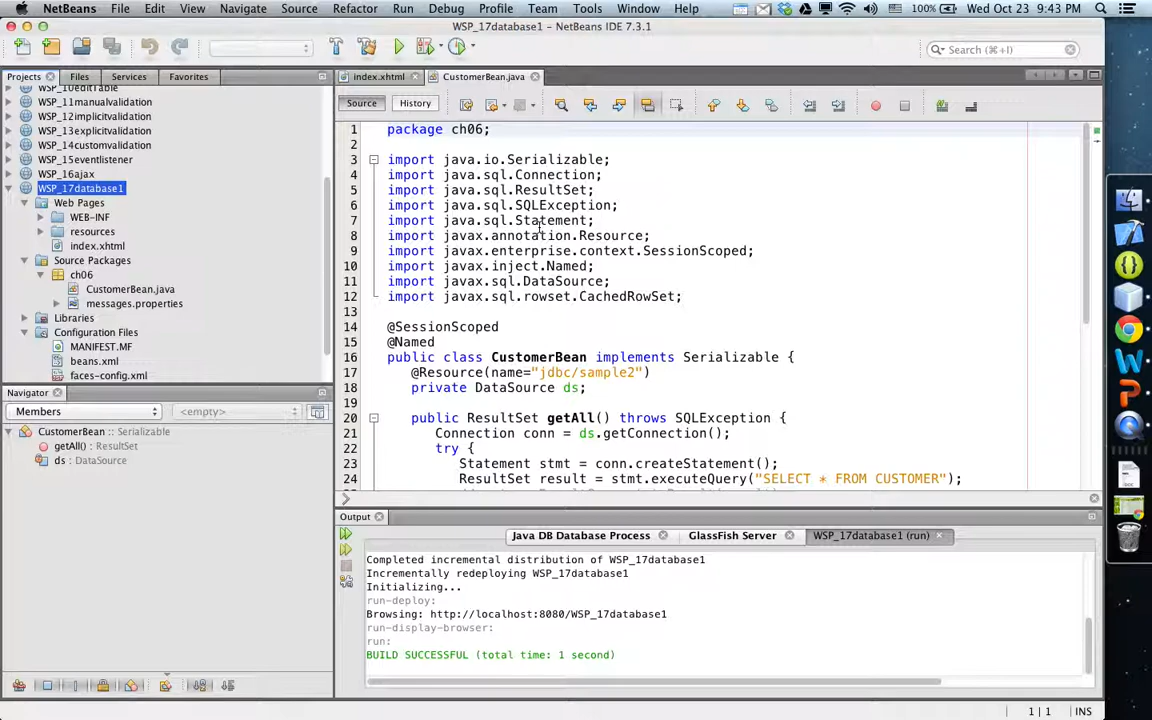 NetBeans File Edit View Navigate Source Refactor Run Debug Profile Team Tools Window Help 100% Wed Oct 23 9:43 PM
WSP_17database1 – NetBeans IDE 7.3.1
Search (⌘+I)
Projects Files Services Favorites
WSP_10editTable
WSP_11manualvalidation
WSP_12implicitvalidation
WSP_13explicitvalidation
WSP_14customvalidation
WSP_15eventlistener
WSP_16ajax
WSP_17database1
Web Pages
WEB-INF
resources
index.xhtml
Source Packages
ch06
CustomerBean.java
messages.properties
Libraries
Configuration Files
MANIFEST.MF
beans.xml
faces-config.xml
Navigator
Members <empty>
CustomerBean :: Serializable
getAll() : ResultSet
ds : DataSource
index.xhtml CustomerBean.java
Source History
1 package ch06;
2
3 import java.io.Serializable;
4 import java.sql.Connection;
5 import java.sql.ResultSet;
6 import java.sql.SQLException;
7 import java.sql.Statement;
8 import javax.annotation.Resource;
9 import javax.enterprise.context.SessionScoped;
10 import javax.inject.Named;
11 import javax.sql.DataSource;
12 import javax.sql.rowset.CachedRowSet;
13
14 @SessionScoped
15 @Named
16 public class CustomerBean implements Serializable {
17 @Resource(name="jdbc/sample2")
18 private DataSource ds;
19
20 public ResultSet getAll() throws SQLException {
21 Connection conn = ds.getConnection();
22 try {
23 Statement stmt = conn.createStatement();
24 ResultSet result = stmt.executeQuery("SELECT * FROM CUSTOMER");
Output
Java DB Database Process GlassFish Server WSP_17database1 (run)
Completed incremental distribution of WSP_17database1
Incrementally redeploying WSP_17database1
Initializing...
run-deploy:
Browsing: http://localhost:8080/WSP_17database1
run-display-browser:
run:
BUILD SUCCESSFUL (total time: 1 second)
1 | 1 INS